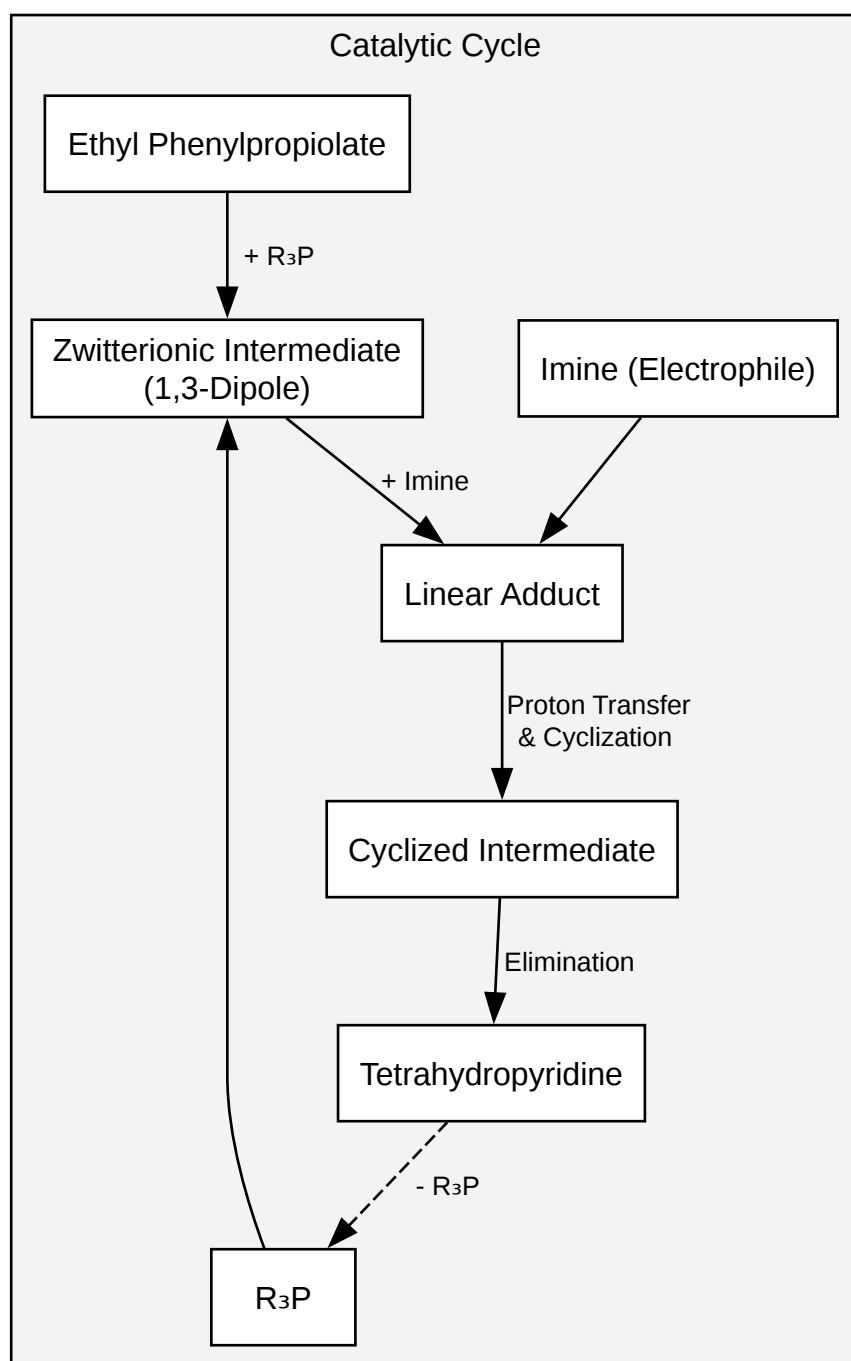 Catalytic Cycle
Ethyl Phenylpropiolate
+ R₃P
Zwitterionic Intermediate
(1,3-Dipole)
Imine (Electrophile)
+ Imine
Linear Adduct
Proton Transfer
& Cyclization
Cyclized Intermediate
Elimination
Tetrahydropyridine
- R₃P
R₃P